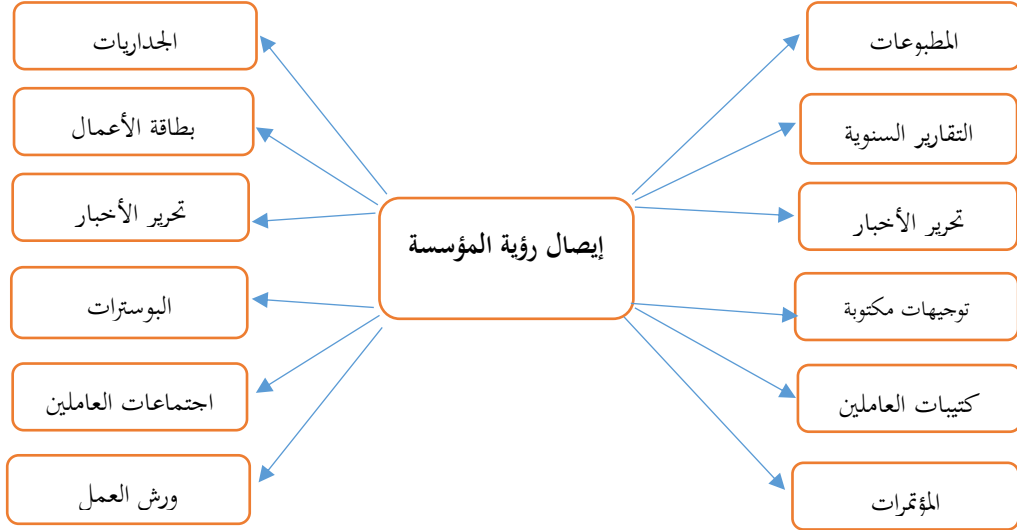 المطبوعات
الجداريات
التقارير السنوية
بطاقة الأعمال
تحرير الأخبار
تحرير الأخبار
إيصال رؤية المؤسسة
توجيهات مكتوبة
البوسترات
كتيبات العاملين
اجتماعات العاملين
المؤتمرات
ورش العمل